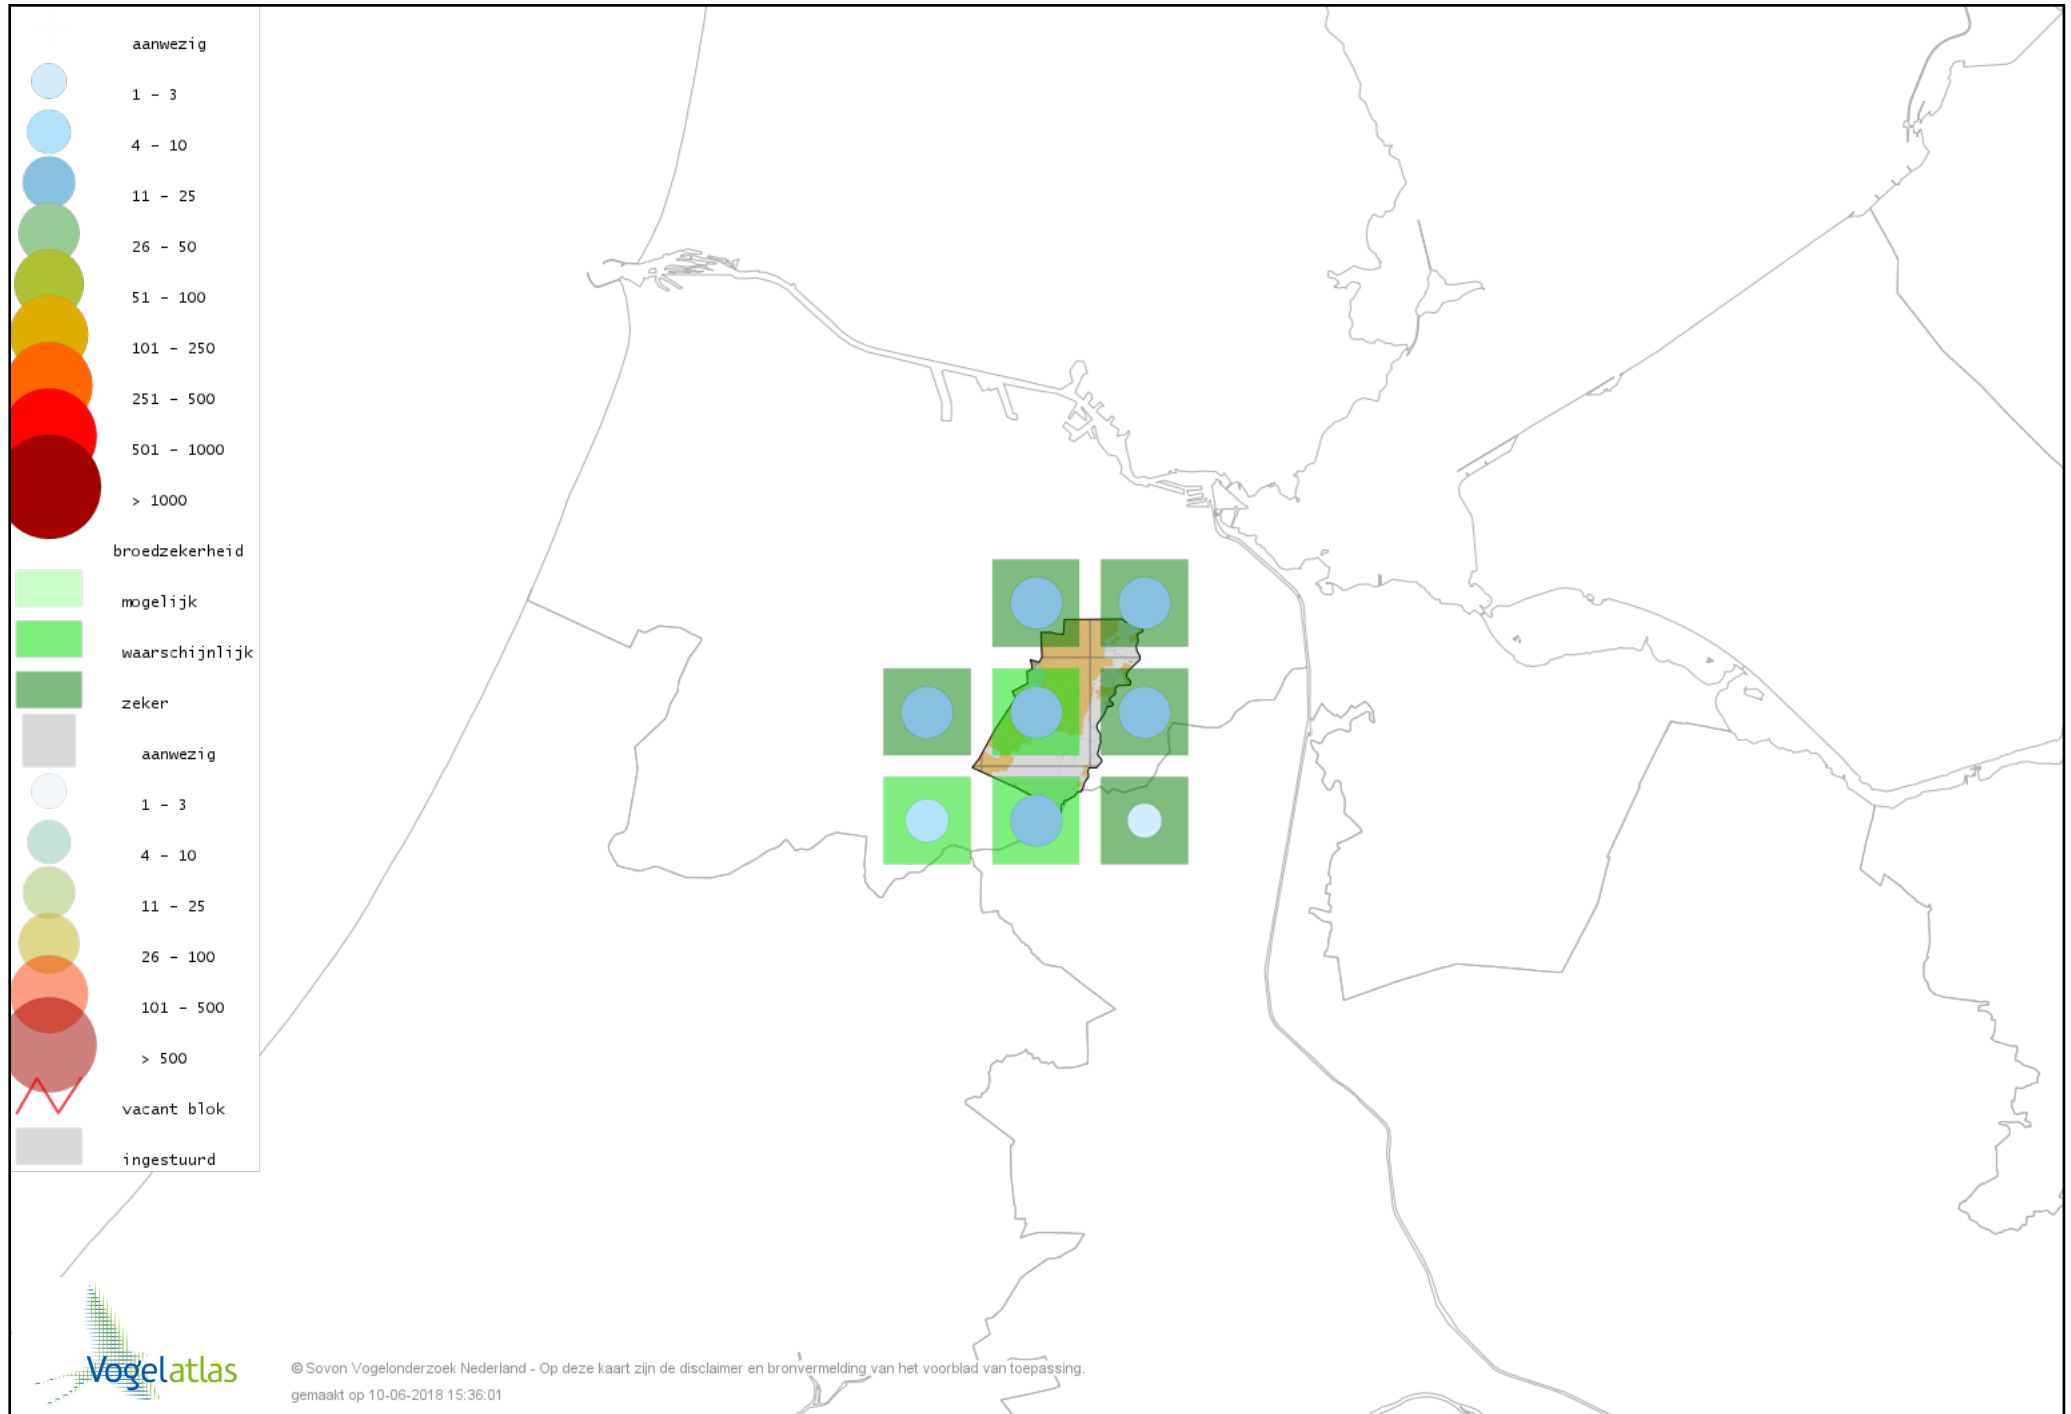 aanwezig
1 - 3
4 - 10
11 - 25
26 - 50
51 - 100
101 - 250
251 - 500
501 - 1000
> 1000
broedzekerheid
mogelijk
waarschijnlijk
zeker
aanwezig
1 - 3
4 - 10
11 - 25
26 - 100
101 - 500
> 500
vacant blok
ingestuurd
Vogelatlas
© Sovon Vogelonderzoek Nederland - Op deze kaart zijn de disclaimer en bronvermelding van het voorblad van toepassing.
gemaakt op 10-06-2018 15:36:01